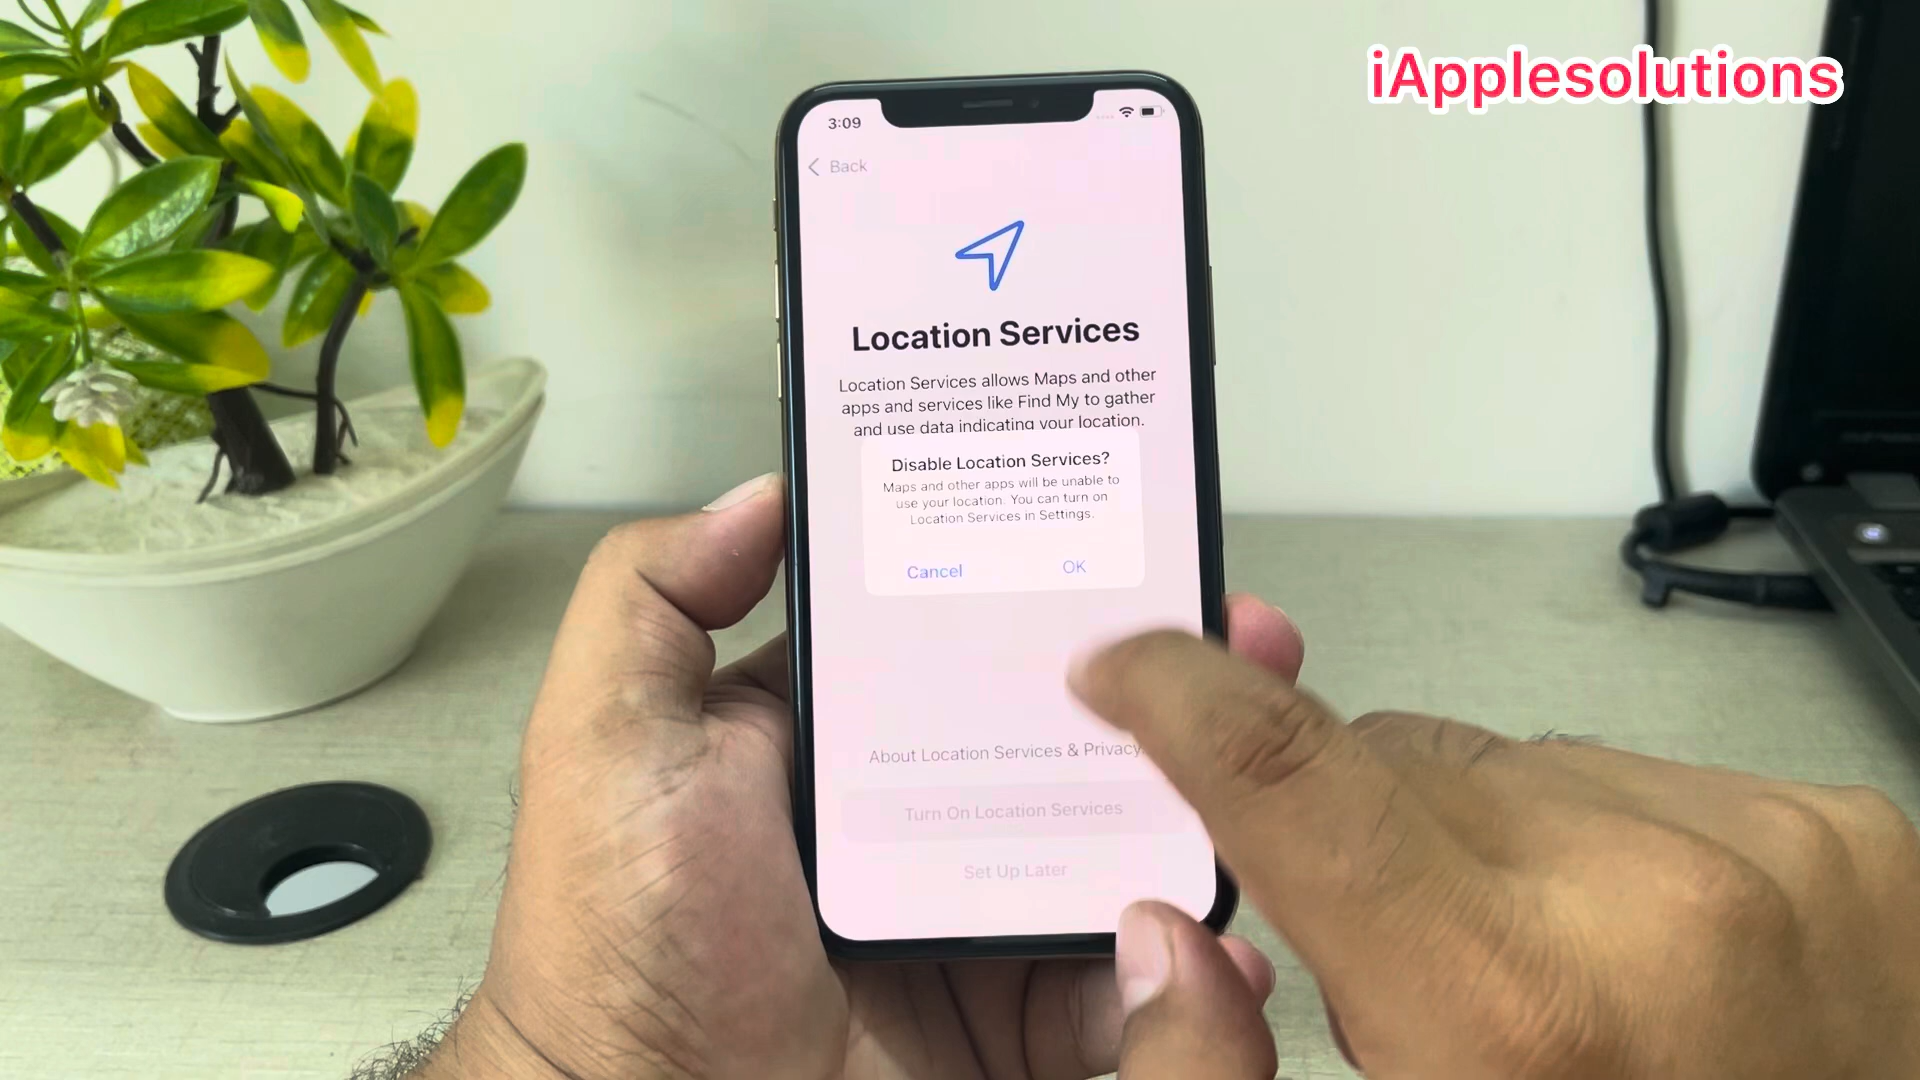 iApplesolutions
3:09
Back
Location Services
Location Services allows Maps and other
apps and services like Find My to gather
and use data indicating your location.
Disable Location Services?
Maps and other apps will be unable to
use your location. You can turn on
Location Services in Settings.
Cancel
OK
About Location Services & Privacy
Turn On Location Services
Set Up Later